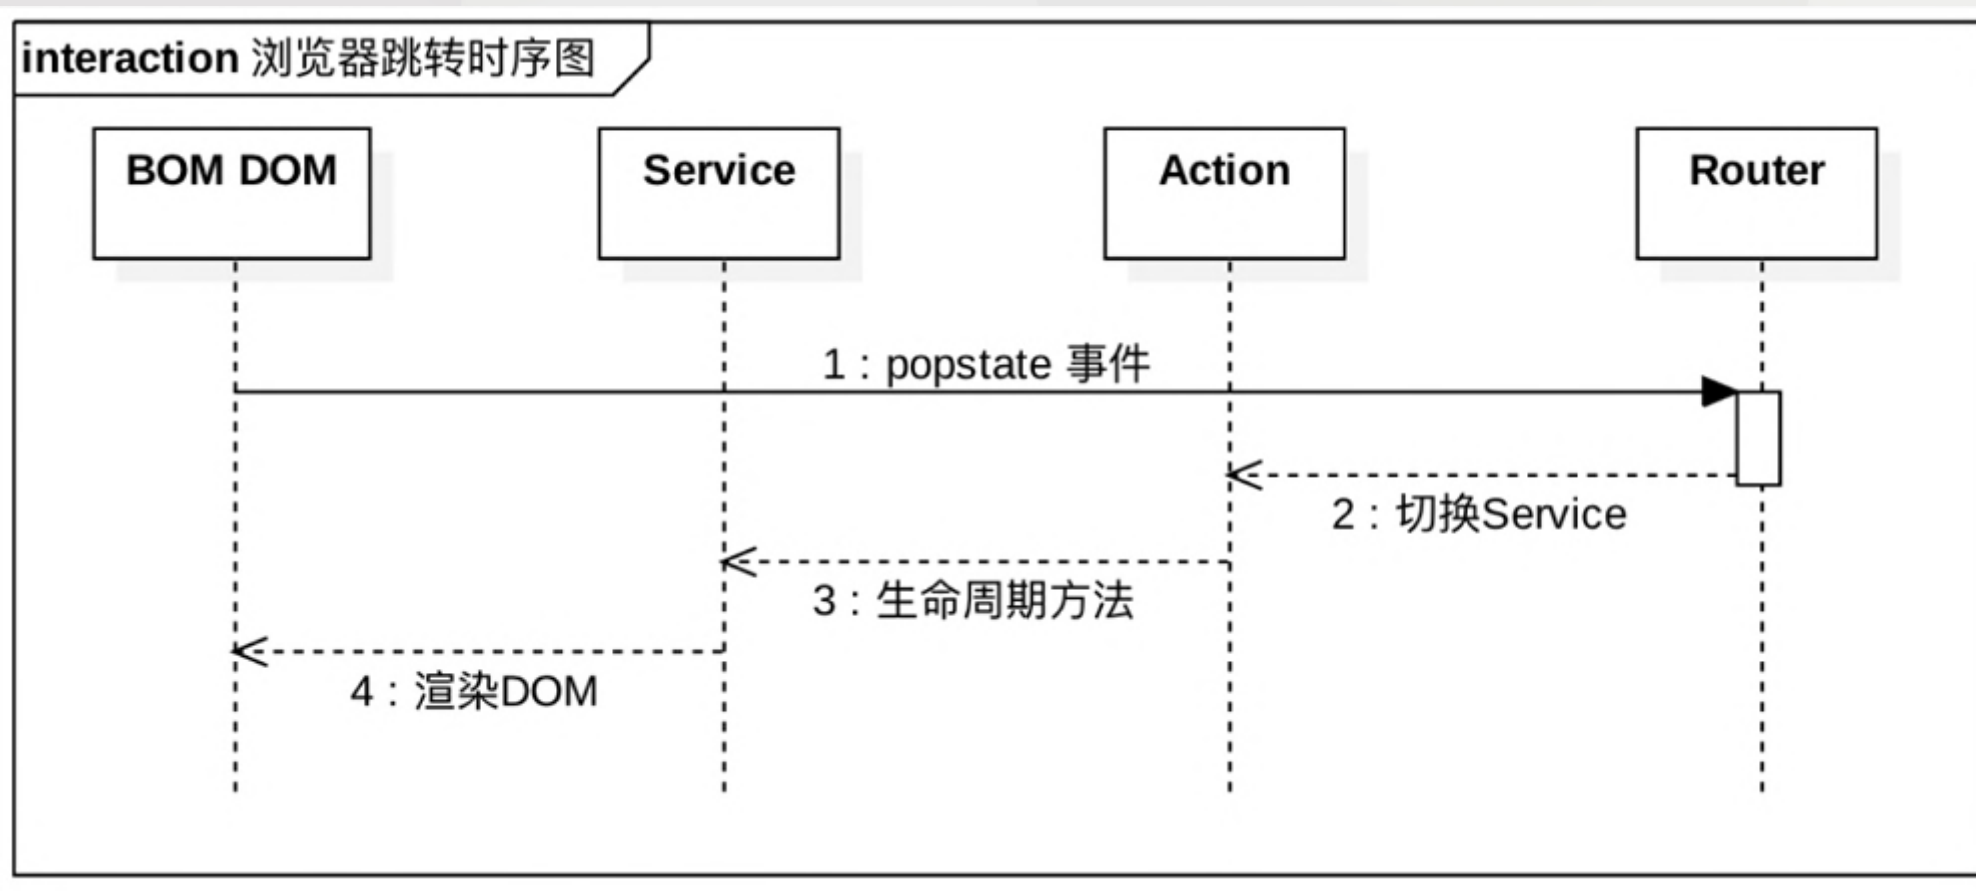 interaction 浏览器跳转时序图
BOM DOM
Service
Action
Router
1 : popstate 事件
2 : 切换Service
3 : 生命周期方法
4 : 渲染DOM